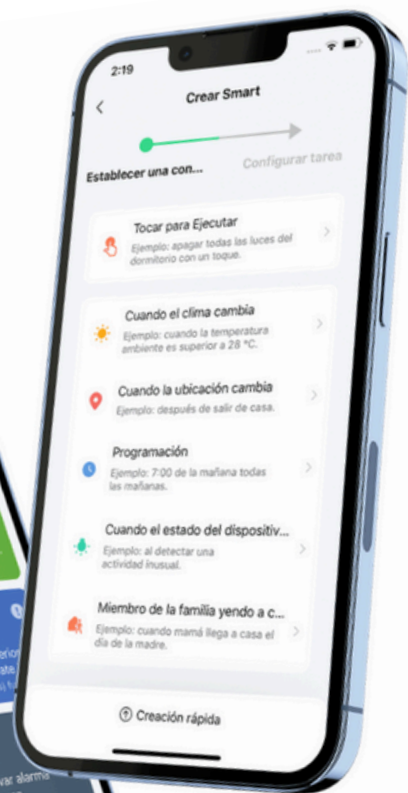 2:19
Crear Smart
Establecer una con...
Configurar tarea
Tocar para Ejecutar
Ejemplo: apagar todas las luces del
dormitorio con un toque.
Cuando el clima cambia
Ejemplo: cuando la temperatura
ambiente es superior a 28 °C.
Cuando la ubicación cambia
Ejemplo: después de salir de casa.
Programación
Ejemplo: 7:00 de la mañana todas
las mañanas.
Cuando el estado del dispositiv...
Ejemplo: al detectar una
actividad inusual.
Miembro de la familia yendo a c...
Ejemplo: cuando mamá llega a casa el
día de la madre.
Creación rápida
alarma